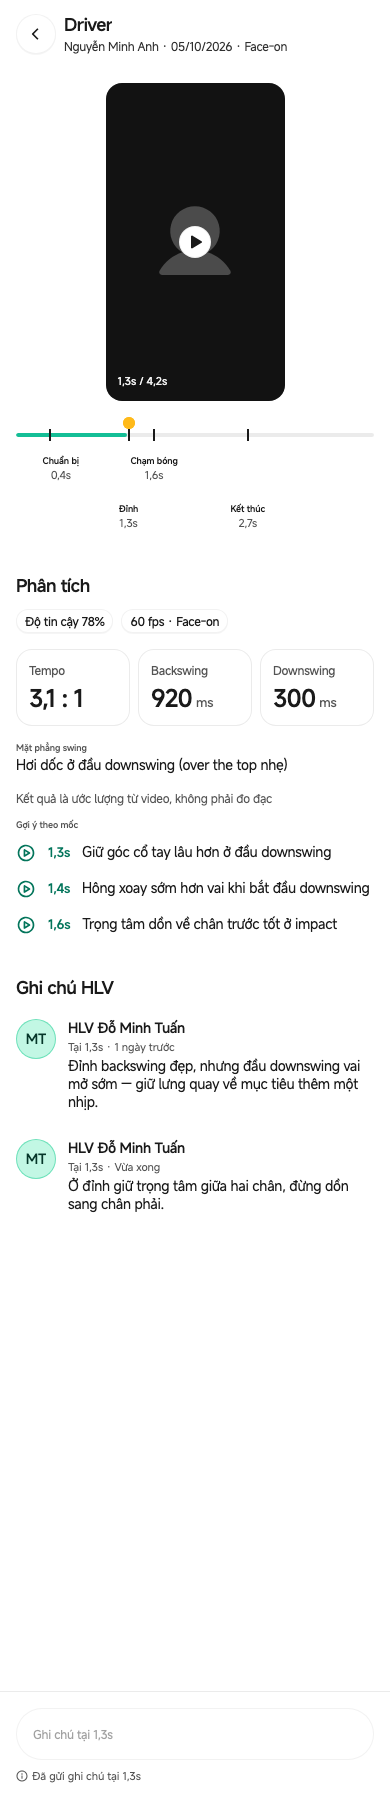 Driver
Nguyễn Minh Anh · 05/10/2026 · Face-on
1,3s / 4,2s
Chuẩn bị
0,4s
Chạm bóng
1,6s
Đỉnh
1,3s
Kết thúc
2,7s
Phân tích
Độ tin cậy 78%
60 fps · Face-on
Tempo
3,1 : 1
Backswing
920 ms
Downswing
300 ms
Mặt phẳng swing
Hơi dốc ở đầu downswing (over the top nhẹ)
Kết quả là ước lượng từ video, không phải đo đạc
Gợi ý theo mốc
1,3s Giữ góc cổ tay lâu hơn ở đầu downswing
1,4s Hông xoay sớm hơn vai khi bắt đầu downswing
1,6s Trọng tâm dồn về chân trước tốt ở impact
Ghi chú HLV
MT
HLV Đỗ Minh Tuấn
Tại 1,3s · 1 ngày trước
Đỉnh backswing đẹp, nhưng đầu downswing vai
mở sớm — giữ lưng quay về mục tiêu thêm một
nhịp.
MT
HLV Đỗ Minh Tuấn
Tại 1,3s · Vừa xong
Ở đỉnh giữ trọng tâm giữa hai chân, đừng dồn
sang chân phải.
Ghi chú tại 1,3s
Đã gửi ghi chú tại 1,3s